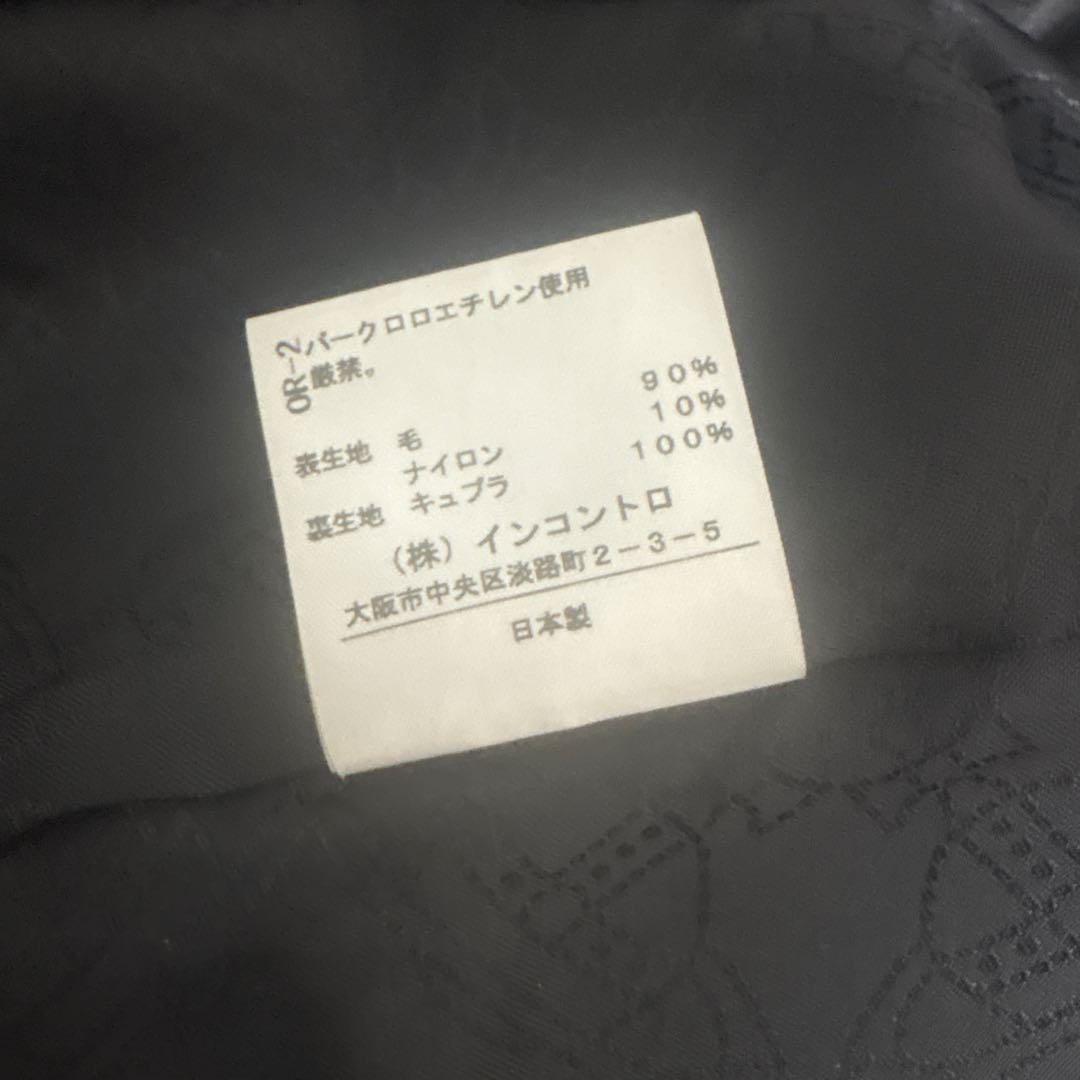 OR-2
パークロロエチレン使用
厳禁。
表生地 毛 90%
ナイロン 10%
裏生地 キュプラ 100%
(株)インコントロ
大阪市中央区淡路町2-3-5
日本製